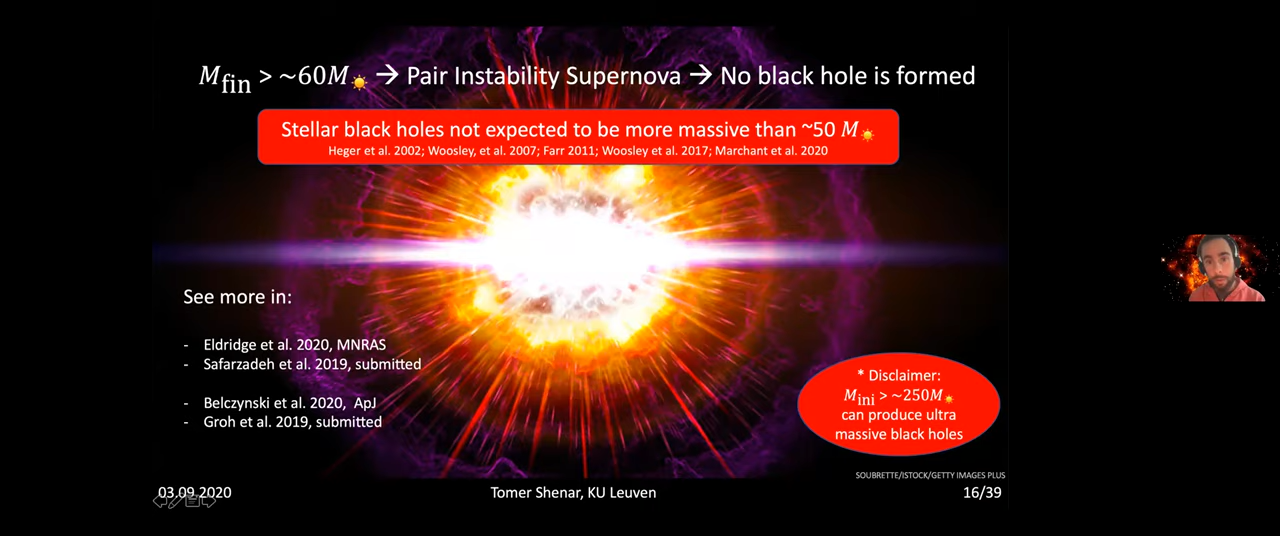 M fin > ~60M☀ → Pair Instability Supernova → No black hole is formed
Stellar black holes not expected to be more massive than ~50 M☀
Heger et al. 2002; Woosley, et al. 2007; Farr 2011; Woosley et al. 2017; Marchant et al. 2020
See more in:
- Eldridge et al. 2020, MNRAS
- Safarzadeh et al. 2019, submitted
- Belczynski et al. 2020, ApJ
- Groh et al. 2019, submitted
* Disclaimer:
M ini > ~250M☀
can produce ultra
massive black holes
SOUBRETTE/ISTOCK/GETTY IMAGES PLUS
03.09.2020
Tomer Shenar, KU Leuven
16/39